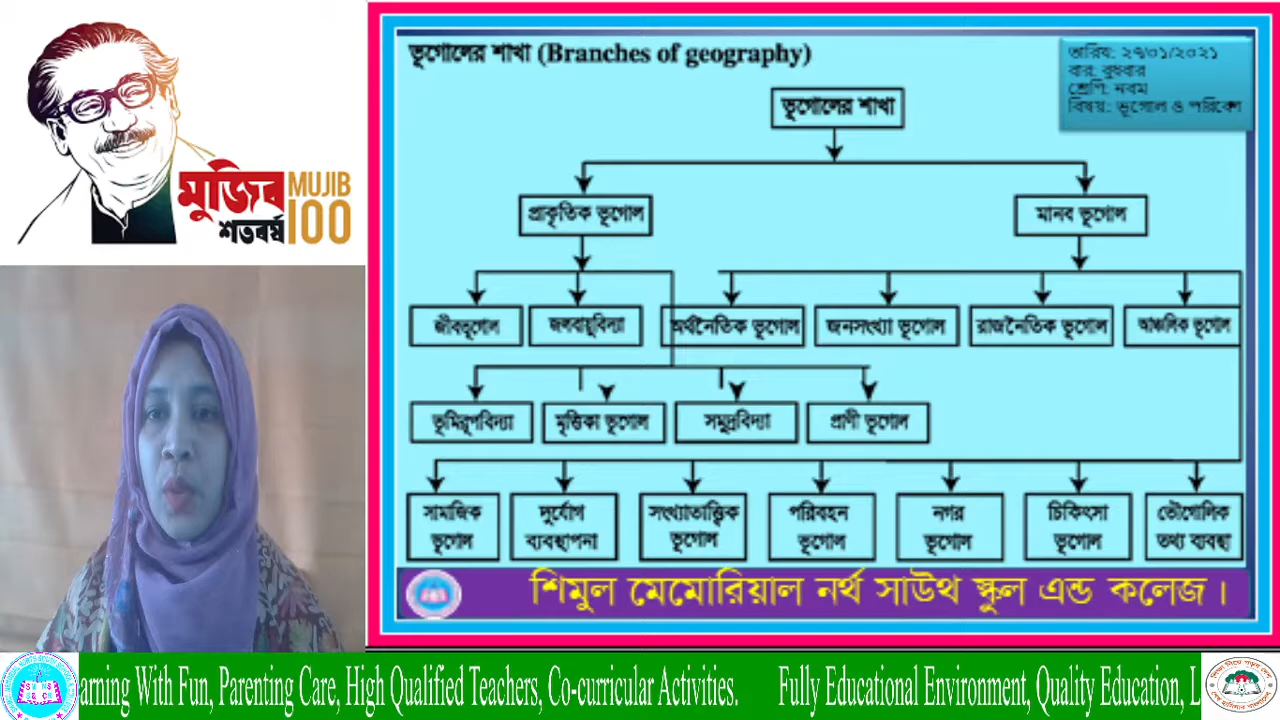 মুজিব
শতবর্ষ
MUJIB
100
ভূগোলের শাখা (Branches of geography)
তারিখ: ২৭/০১/২০২১
বার: বুধবার
শ্রেণি: নবম
বিষয়: ভূগোল ও পরিবেশ
ভূগোলের শাখা
প্রাকৃতিক ভূগোল
মানব ভূগোল
জীবভূগোল
জলবায়ুবিদ্যা
অর্থনৈতিক ভূগোল
জনসংখ্যা ভূগোল
রাজনৈতিক ভূগোল
আঞ্চলিক ভূগোল
ভূমিরূপবিদ্যা
মৃত্তিকা ভূগোল
সমুদ্রবিদ্যা
প্রাণী ভূগোল
সামাজিক
ভূগোল
দুর্যোগ
ব্যবস্থাপনা
সংখ্যাতাত্ত্বিক
ভূগোল
পরিবহন
ভূগোল
নগর
ভূগোল
চিকিৎসা
ভূগোল
ভৌগোলিক
তথ্য ব্যবস্থা
শিমুল মেমোরিয়াল নর্থ সাউথ স্কুল এন্ড কলেজ।
arning With Fun, Parenting Care, High Qualified Teachers, Co-curricular Activities. Fully Educational Environment, Quality Education, L